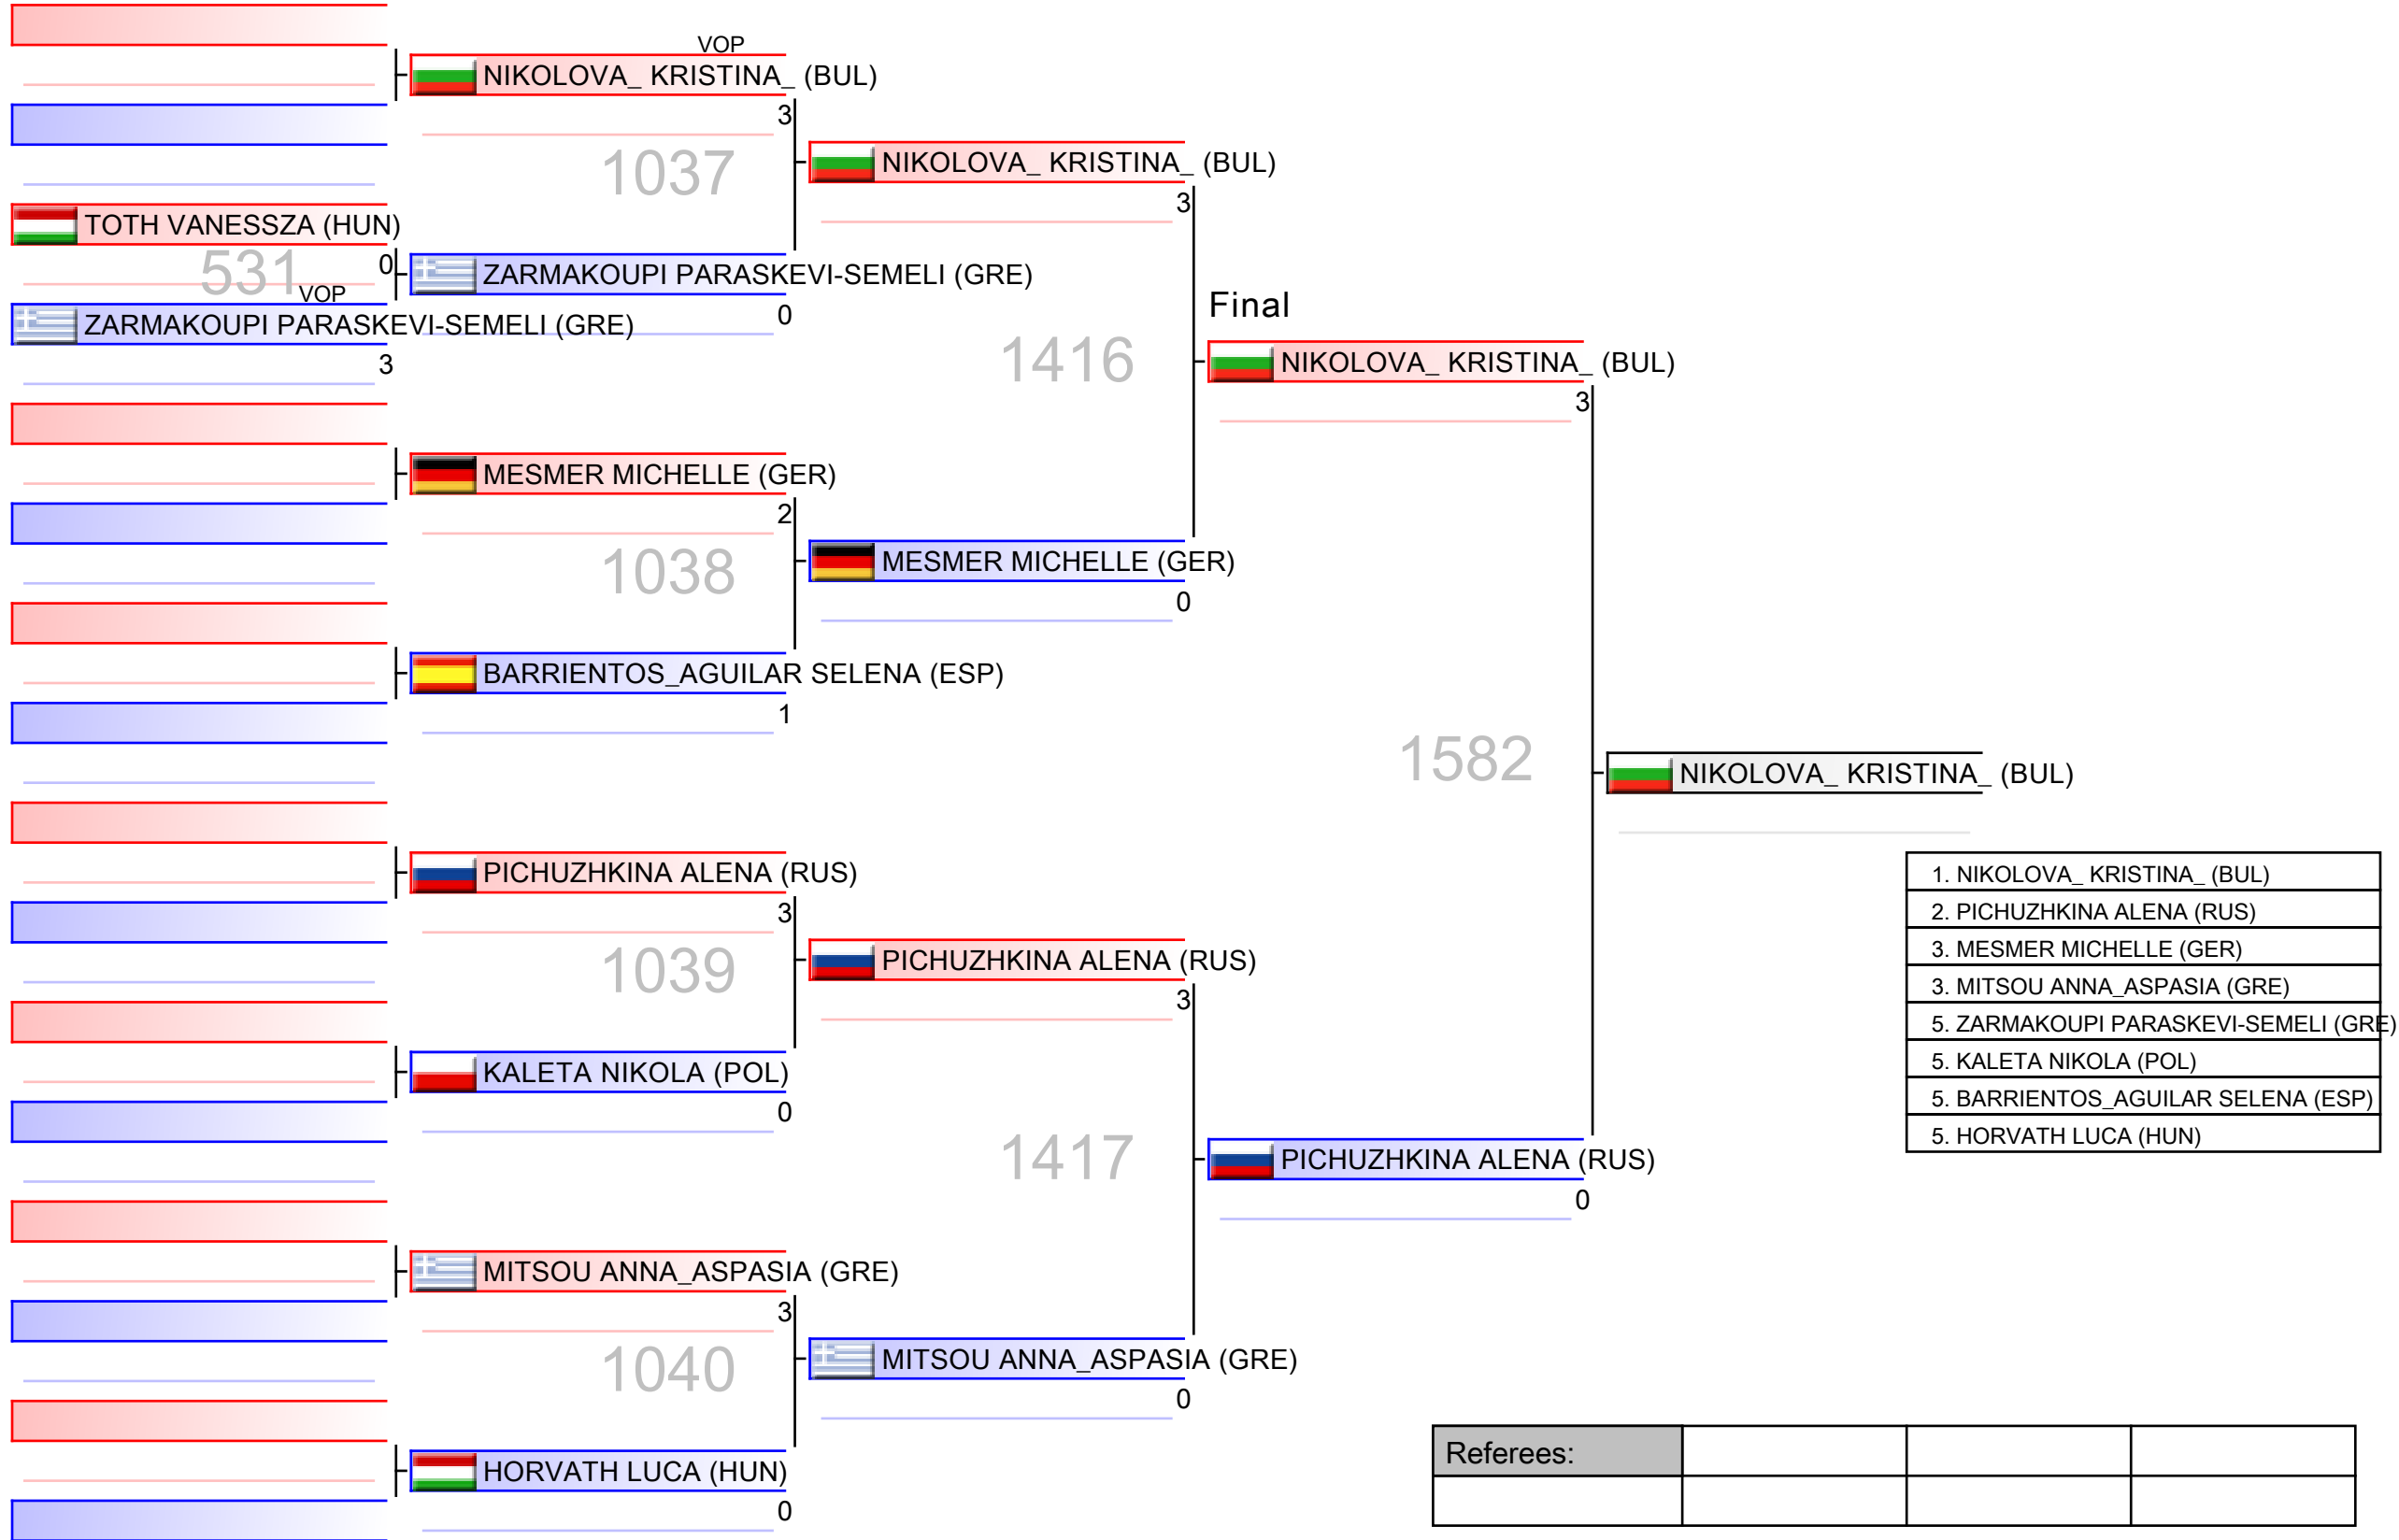 VOP
NIKOLOVA_ KRISTINA_ (BUL)
3
1037
NIKOLOVA_ KRISTINA_ (BUL)
3
TOTH VANESSZA (HUN)
0
531
VOP
ZARMAKOUPI PARASKEVI-SEMELI (GRE)
0
ZARMAKOUPI PARASKEVI-SEMELI (GRE)
3
Final
1416
NIKOLOVA_ KRISTINA_ (BUL)
3
MESMER MICHELLE (GER)
2
1038
MESMER MICHELLE (GER)
0
BARRIENTOS_AGUILAR SELENA (ESP)
1
1582
NIKOLOVA_ KRISTINA_ (BUL)
PICHUZHKINA ALENA (RUS)
3
1039
PICHUZHKINA ALENA (RUS)
3
KALETA NIKOLA (POL)
0
1417
PICHUZHKINA ALENA (RUS)
0
MITSOU ANNA_ASPASIA (GRE)
3
1040
MITSOU ANNA_ASPASIA (GRE)
0
HORVATH LUCA (HUN)
0
1. NIKOLOVA_ KRISTINA_ (BUL)
2. PICHUZHKINA ALENA (RUS)
3. MESMER MICHELLE (GER)
3. MITSOU ANNA_ASPASIA (GRE)
5. ZARMAKOUPI PARASKEVI-SEMELI (GRE)
5. KALETA NIKOLA (POL)
5. BARRIENTOS_AGUILAR SELENA (ESP)
5. HORVATH LUCA (HUN)
Referees: